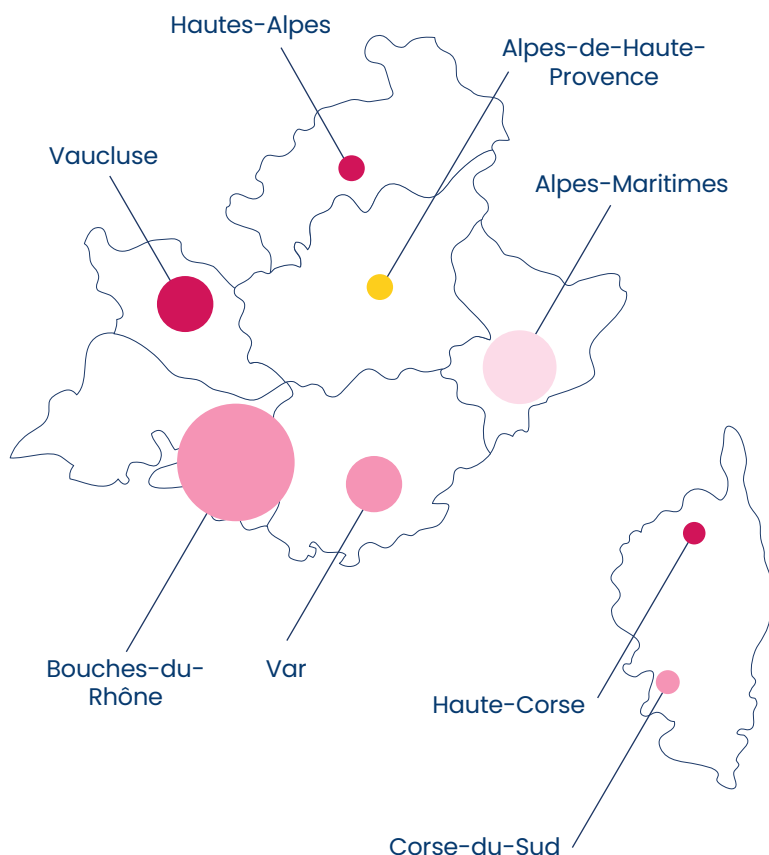 Hautes-Alpes
Alpes-de-Haute-
Provence
Vaucluse
Alpes-Maritimes
Bouches-du-
Rhône
Var
Haute-Corse
Corse-du-Sud